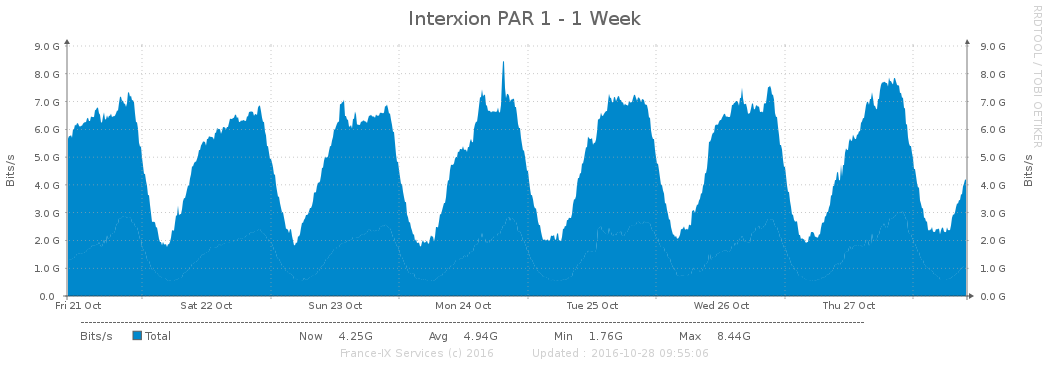 Interxion PAR 1 - 1 Week
RRDTOOL / TOBI OETIKER
Bits/s
9.0 G
8.0 G
7.0 G
6.0 G
5.0 G
4.0 G
3.0 G
2.0 G
1.0 G
0.0
9.0 G
8.0 G
7.0 G
6.0 G
5.0 G
4.0 G
3.0 G
2.0 G
1.0 G
0.0 G
Bits/s
Fri 21 Oct Sat 22 Oct Sun 23 Oct Mon 24 Oct Tue 25 Oct Wed 26 Oct Thu 27 Oct
Bits/s Total Now 4.25G Avg 4.94G Min 1.76G Max 8.44G
France-IX Services (c) 2016 Updated : 2016-10-28 09:55:06